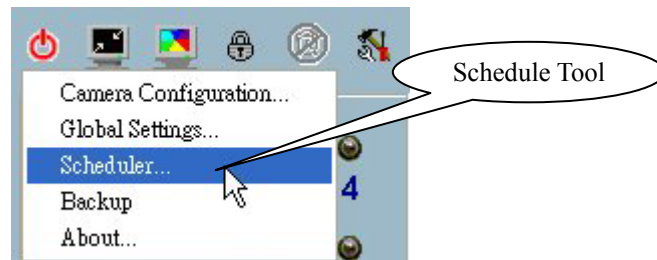 Schedule Tool
Camera Configuration...
Global Settings...
Scheduler...
4
Backup
About...